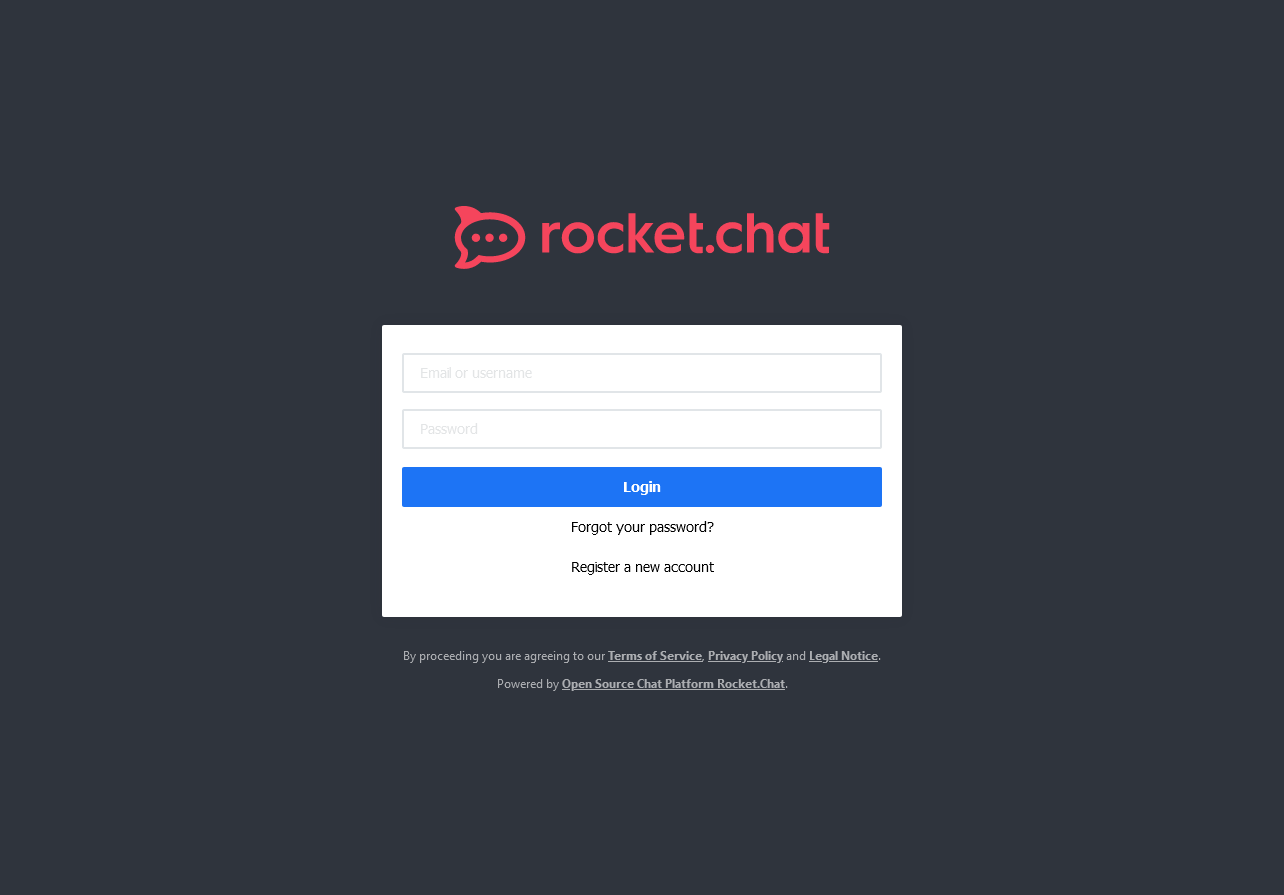 rocket.chat
Email or username
Password
Login
Forgot your password?
Register a new account
By proceeding you are agreeing to our Terms of Service, Privacy Policy and Legal Notice.
Powered by Open Source Chat Platform Rocket.Chat.